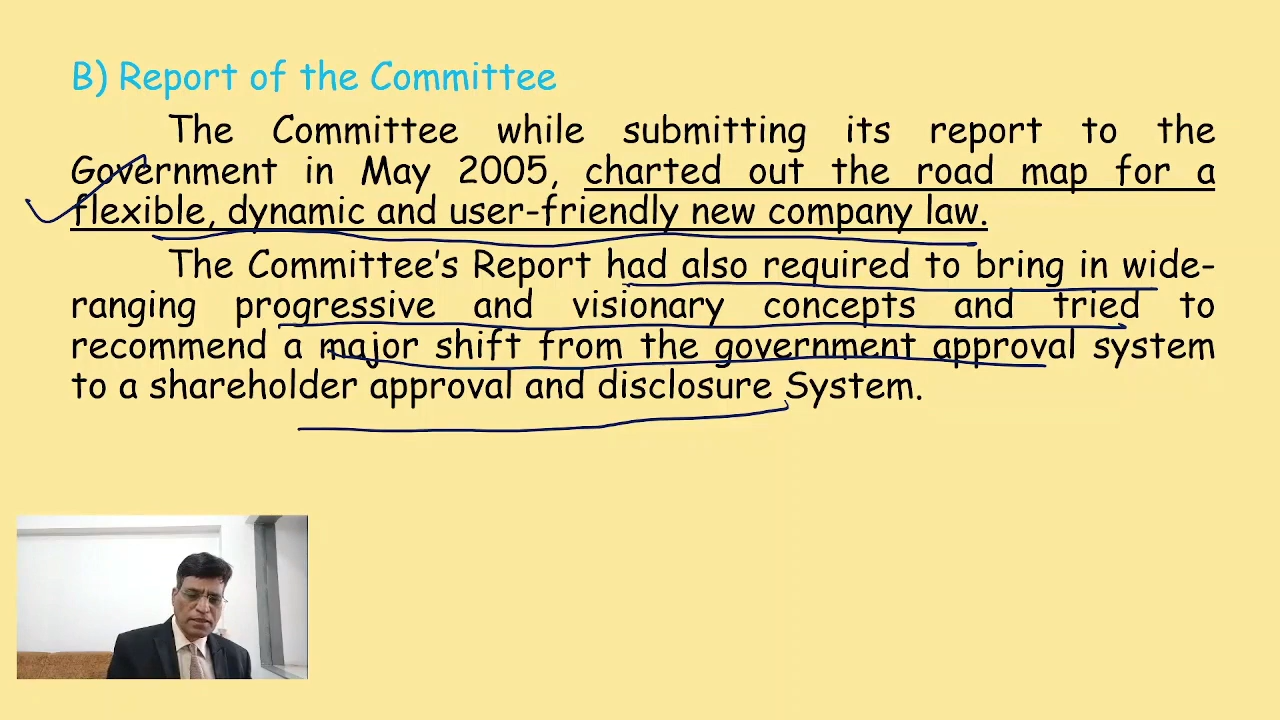 B) Report of the Committee
The Committee while submitting its report to the
Government in May 2005, charted out the road map for a
flexible, dynamic and user-friendly new company law.
The Committee's Report had also required to bring in wide-
ranging progressive and visionary concepts and tried to
recommend a major shift from the government approval system
to a shareholder approval and disclosure System.